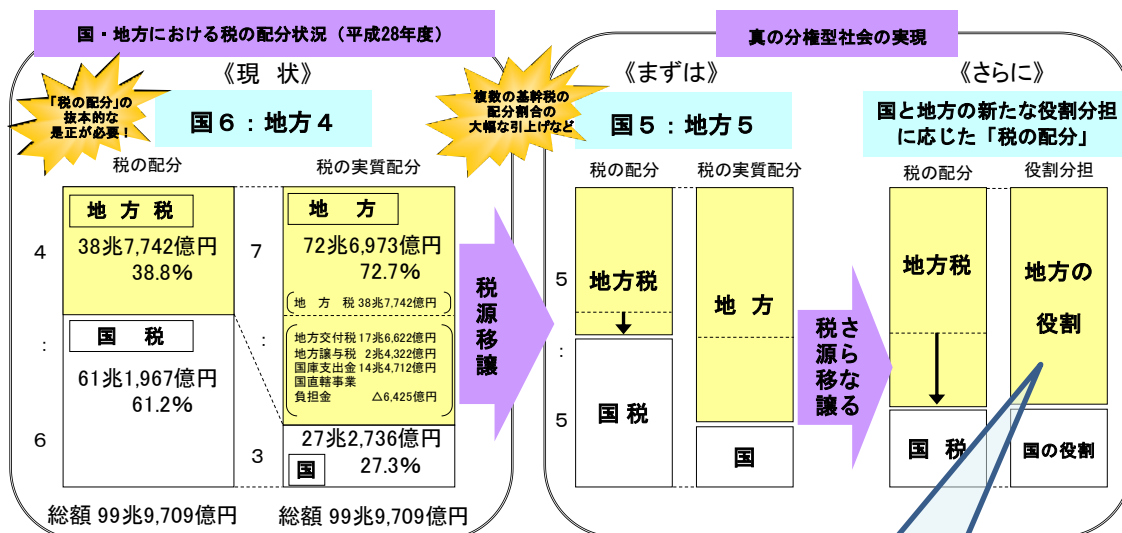 国・地方における税の配分状況（平成28年度）
《現 状》
「税の配分」の
抜本的な
是正が必要！
国６：地方４
税の配分
税の実質配分
4
：
6
地 方 税
38兆7,742億円
38.8%
国 税
61兆1,967億円
61.2%
総額 99兆9,709億円
7
：
3
地 方
72兆6,973億円
72.7%
地 方 税 38兆7,742億円
地方交付税 17兆6,622億円
地方譲与税 2兆4,322億円
国庫支出金 14兆4,712億円
国直轄事業
負担金 △6,425億円
27兆2,736億円
国 27.3%
総額 99兆9,709億円
税源移譲
真の分権型社会の実現
複数の基幹税の
配分割合の
大幅な引上げなど
《まずは》
国５：地方５
税の配分
税の実質配分
5
：
5
地方税
国 税
地 方
国
さらなる
税源移譲
《さらに》
国と地方の新たな役割分担
に応じた「税の配分」
税の配分
役割分担
地方税
国 税
地方の
役割
国の役割